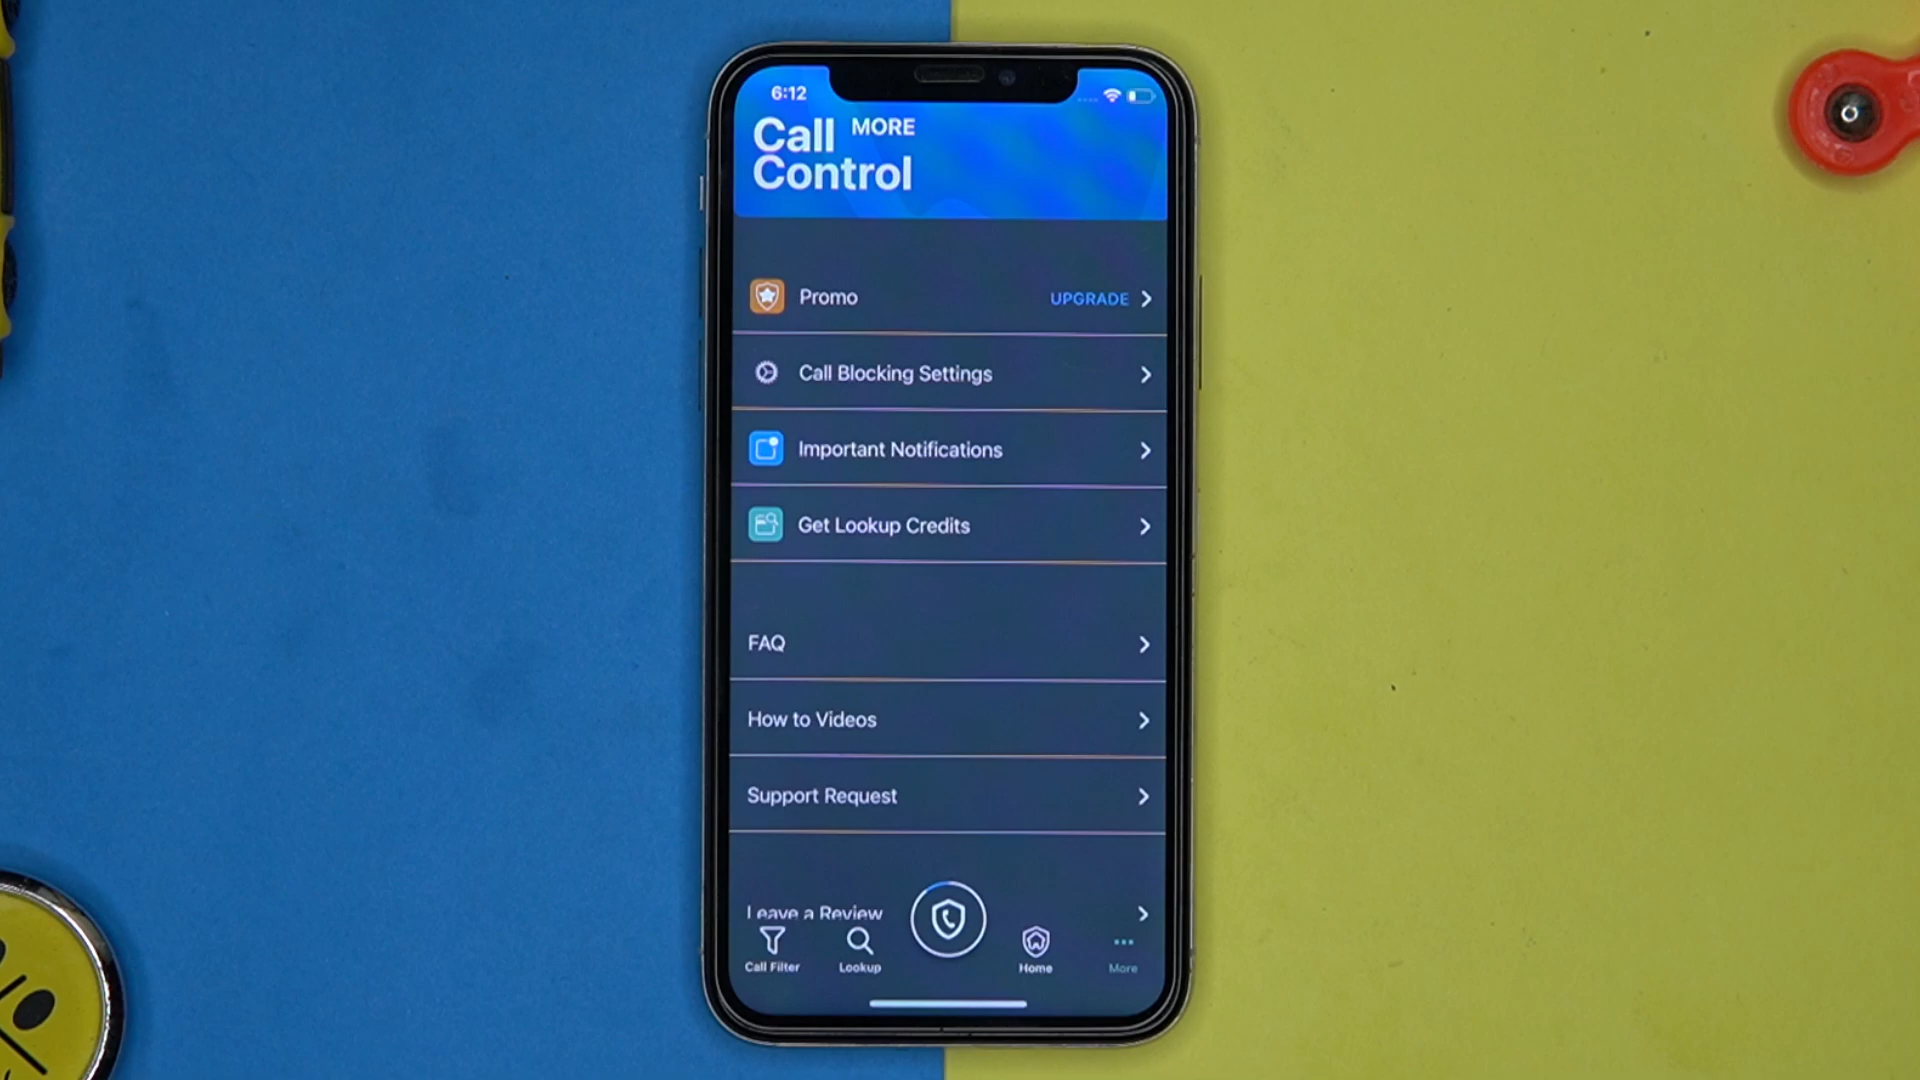 6:12
Call MORE
Control
Promo UPGRADE
Call Blocking Settings
Important Notifications
Get Lookup Credits
FAQ
How to Videos
Support Request
Leave a Review
Call Filter Lookup Home More